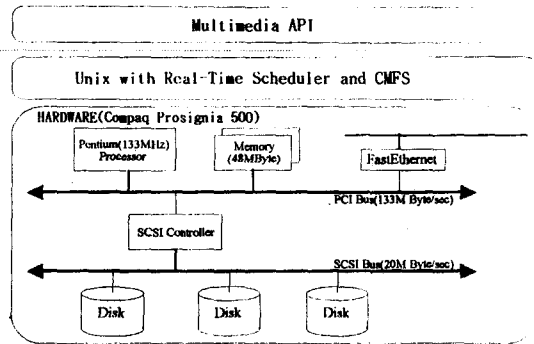 Multimedia API
Unix with Real-Time Scheduler and CMFS
HARDWARE(Compaq Prosignia 500)
Pentium(133MHz)
Processor
Memory
(48MByte)
FastEthernet
PCI Bus(133M Byte/sec)
SCSI Controller
SCSI Bus(20M Byte/sec)
Disk Disk Disk